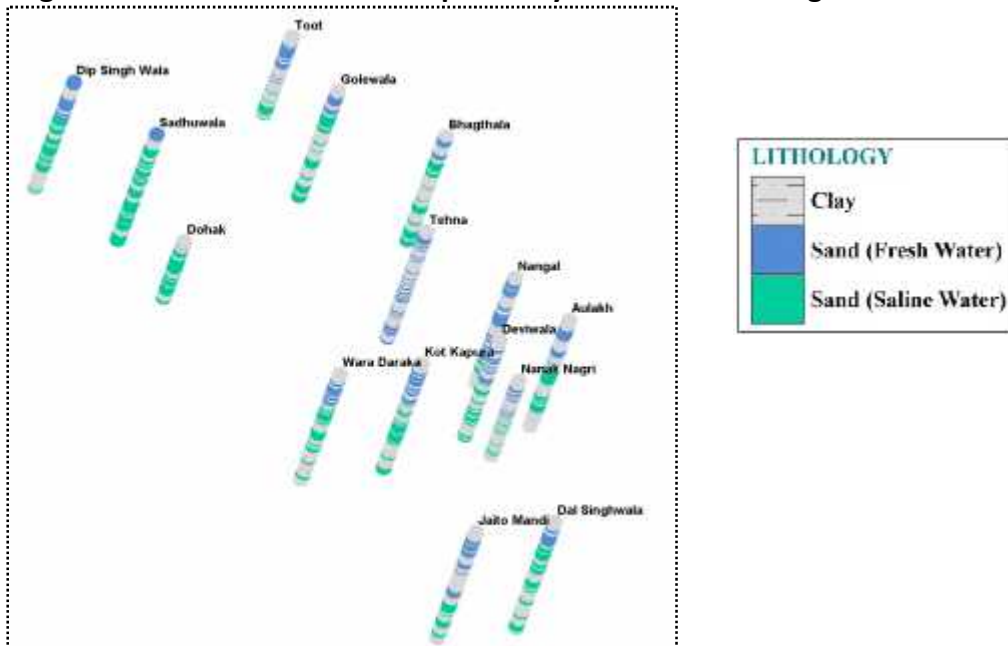 Toot
Dip Singh Wala
Golewala
Sadhuwala
Bhagthala
Tehna
Dohak
Nangal
Aulakh
Deviwala
Kot Kapura
Wara Daraka
Nanak Nagri
Dal Singhwala
Jaito Mandi
LITHOLOGY
Clay
Sand (Fresh Water)
Sand (Saline Water)